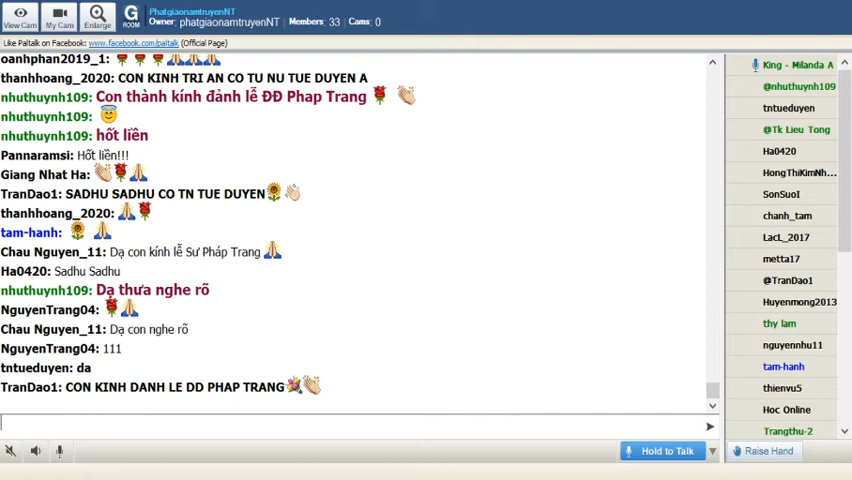 PhatgiaonamtruyenNT
G ROOM Owner: phatgiaonamtruyenNT Members: 33 Cams: 0
View Cam My Cam Enlarge
Like Paltalk on Facebook: www.facebook.com/paltalk (Official Page)
oanhphan2019_1:
thanhhoang_2020: CON KINH TRI AN CO TU NU TUE DUYEN A
nhuthuynh109: Con thành kính đảnh lễ ĐĐ Phap Trang
nhuthuynh109:
nhuthuynh109: hốt liền
Pannaramsi: Hốt liền!!!
Giang Nhat Ha:
TranDao1: SADHU SADHU CO TN TUE DUYEN
thanhhoang_2020:
tam-hanh:
Chau Nguyen_11: Dạ con kính lễ Sư Pháp Trang
Ha0420: Sadhu Sadhu
nhuthuynh109: Dạ thưa nghe rõ
NguyenTrang04:
Chau Nguyen_11: Dạ con nghe rõ
NguyenTrang04: 111
tntueduyen: da
TranDao1: CON KINH DANH LE DD PHAP TRANG
Hold to Talk
King - Milanda A
@nhuthuynh109
tntueduyen
@Tk Lieu Tong
Ha0420
HongThiKimNh...
SonSuoI
chanh_tam
LacL_2017
metta17
@TranDao1
Huyenmong2013
thy lam
nguyennhu11
tam-hanh
thienvu5
Hoc Online
Trangthu-2
Raise Hand